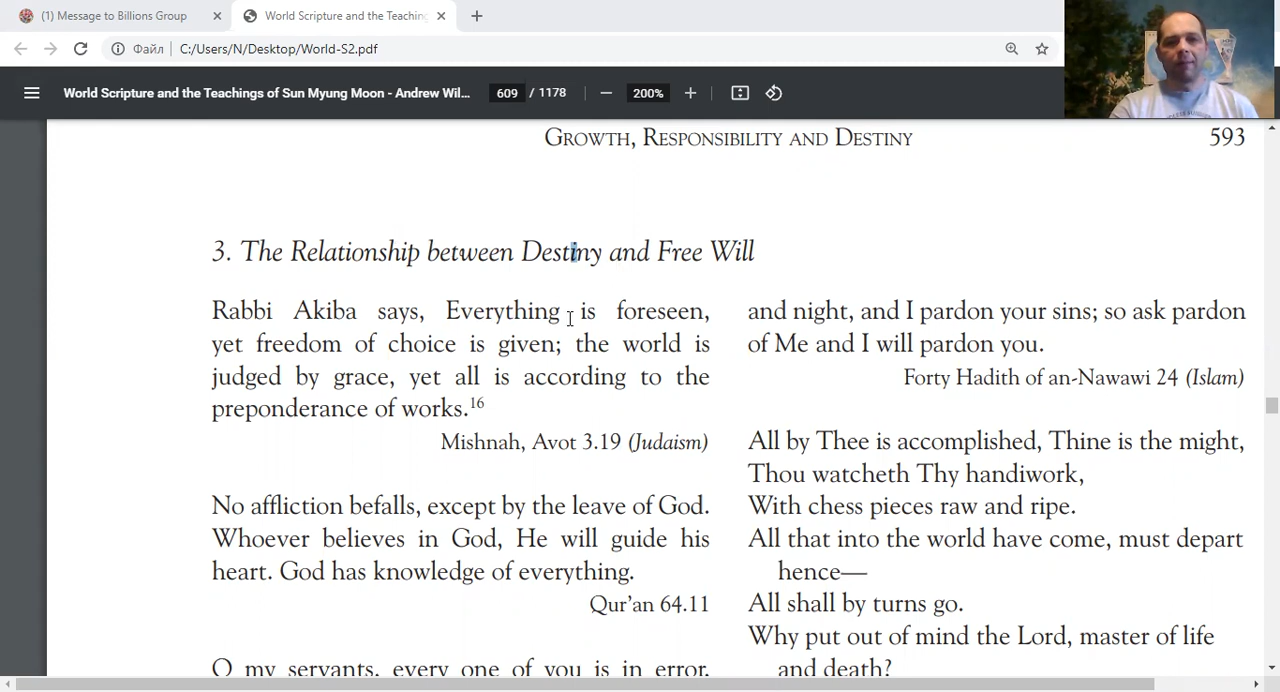 (1) Message to Billions Group
World Scripture and the Teaching
Файл
C:/Users/N/Desktop/World-S2.pdf
World Scripture and the Teachings of Sun Myung Moon - Andrew Wil...
609 / 1178
200%
GROWTH, RESPONSIBILITY AND DESTINY
593
3. The Relationship between Destiny and Free Will
Rabbi Akiba says, Everything is foreseen,
yet freedom of choice is given; the world is
judged by grace, yet all is according to the
preponderance of works.16
Mishnah, Avot 3.19 (Judaism)
No affliction befalls, except by the leave of God.
Whoever believes in God, He will guide his
heart. God has knowledge of everything.
Qur'an 64.11
O my servants, every one of you is in error,
and night, and I pardon your sins; so ask pardon
of Me and I will pardon you.
Forty Hadith of an-Nawawi 24 (Islam)
All by Thee is accomplished, Thine is the might,
Thou watcheth Thy handiwork,
With chess pieces raw and ripe.
All that into the world have come, must depart
hence—
All shall by turns go.
Why put out of mind the Lord, master of life
and death?